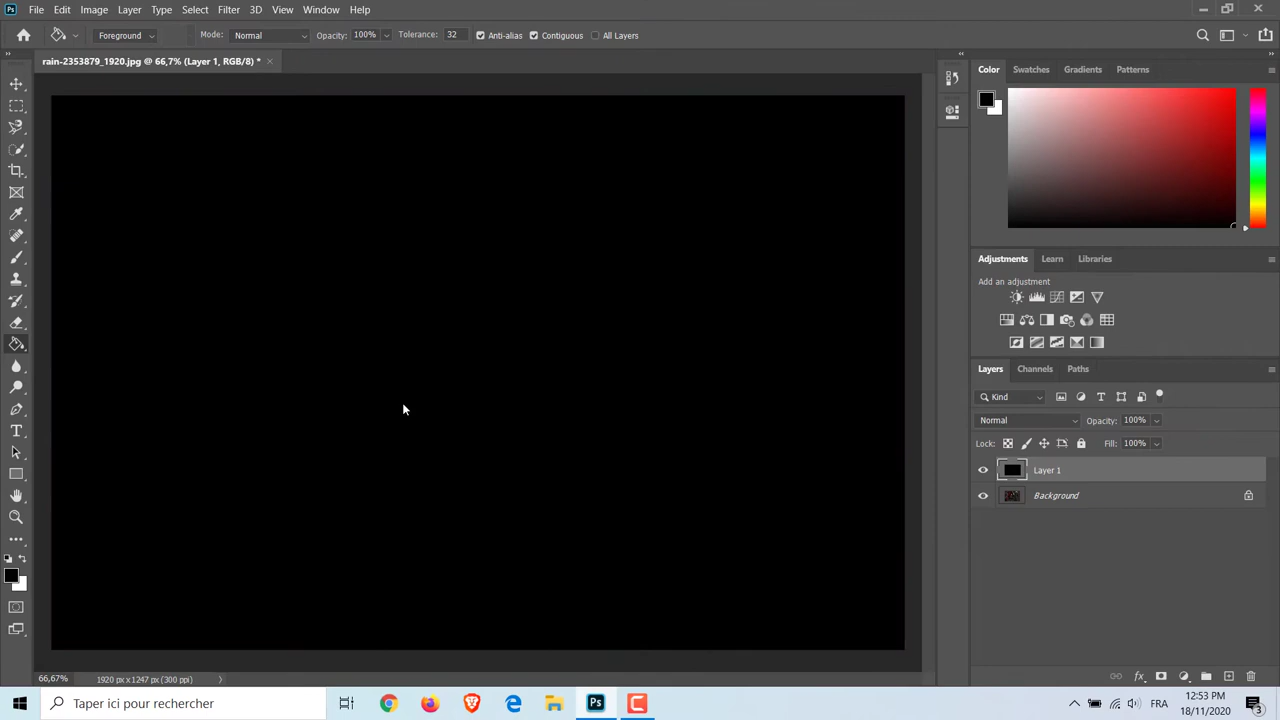 Ps File Edit Image Layer Type Select Filter 3D View Window Help
Foreground Mode: Normal Opacity: 100% Tolerance: 32 Anti-alias Contiguous All Layers
rain-2353879_1920.jpg @ 66,7% (Layer 1, RGB/8) *
Color Swatches Gradients Patterns
Adjustments Learn Libraries
Add an adjustment
Layers Channels Paths
Kind
Normal Opacity: 100%
Lock: Fill: 100%
Layer 1
Background
66,67% 1920 px x 1247 px (300 ppi)
Taper ici pour rechercher
Ps
FRA
12:53 PM
18/11/2020
3